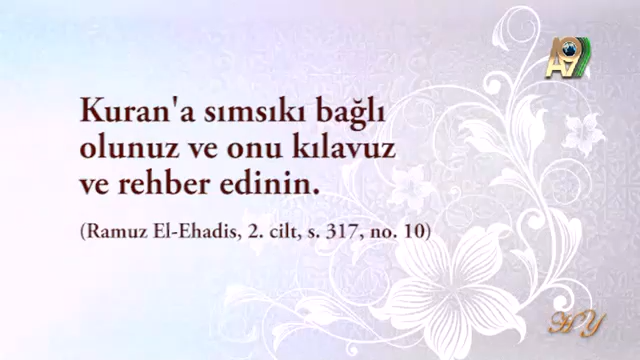 A9
Kuran'a sımsıkı bağlı
olunuz ve onu kılavuz
ve rehber edinin.
(Ramuz El-Ehadis, 2. cilt, s. 317, no. 10)
HY